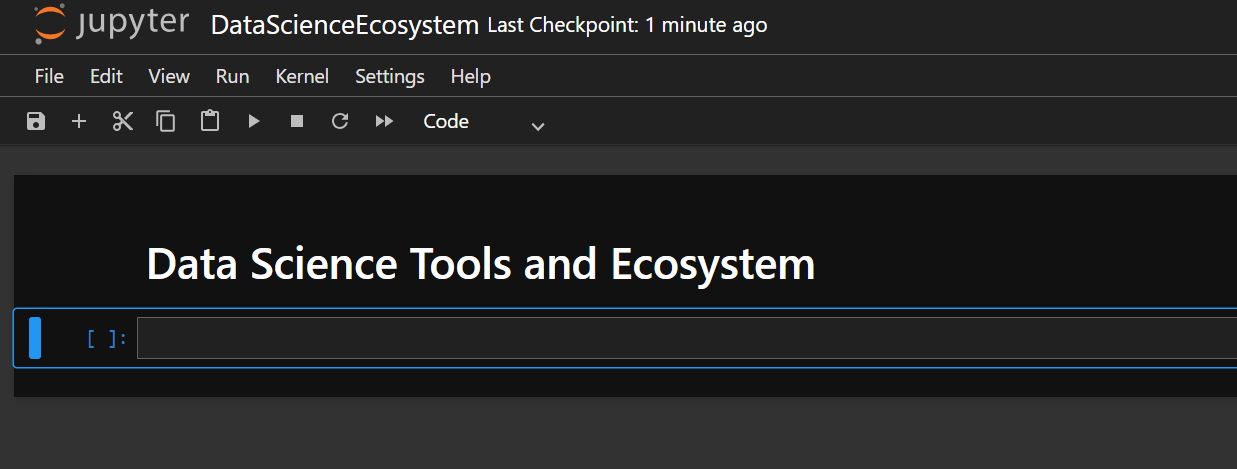 jupyter DataScienceEcosystem Last Checkpoint: 1 minute ago
File Edit View Run Kernel Settings Help
Code
Data Science Tools and Ecosystem
[ ]: